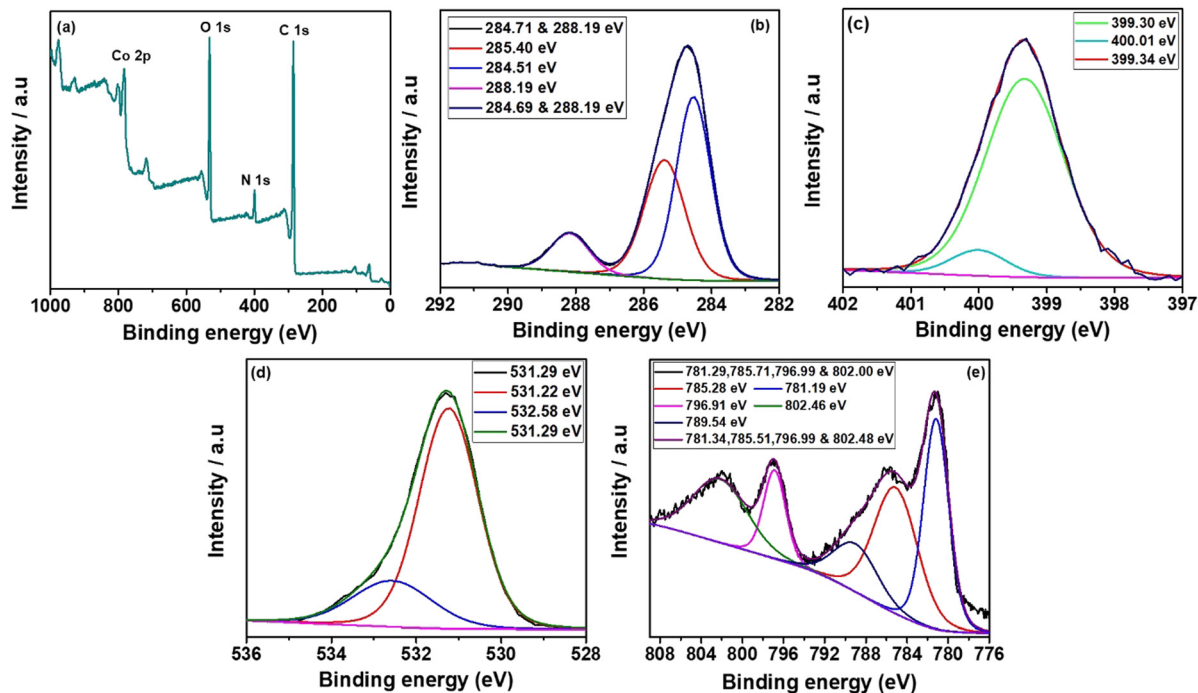 (a)
Co 2p
O 1s
C 1s
N 1s
Intensity / a.u
1000 800 600 400 200 0
Binding energy (eV)
(b)
284.71 & 288.19 eV
285.40 eV
284.51 eV
288.19 eV
284.69 & 288.19 eV
Intensity / a.u
292 290 288 286 284 282
Binding energy (eV)
(c)
399.30 eV
400.01 eV
399.34 eV
Intensity / a.u
402 401 400 399 398 397
Binding energy (eV)
(d)
531.29 eV
531.22 eV
532.58 eV
531.29 eV
Intensity / a.u
536 534 532 530 528
Binding energy (eV)
(e)
781.29,785.71,796.99 & 802.00 eV
785.28 eV 781.19 eV
796.91 eV 802.46 eV
789.54 eV
781.34,785.51,796.99 & 802.48 eV
Intensity / a.u
808 804 800 796 792 788 784 780 776
Binding energy (eV)